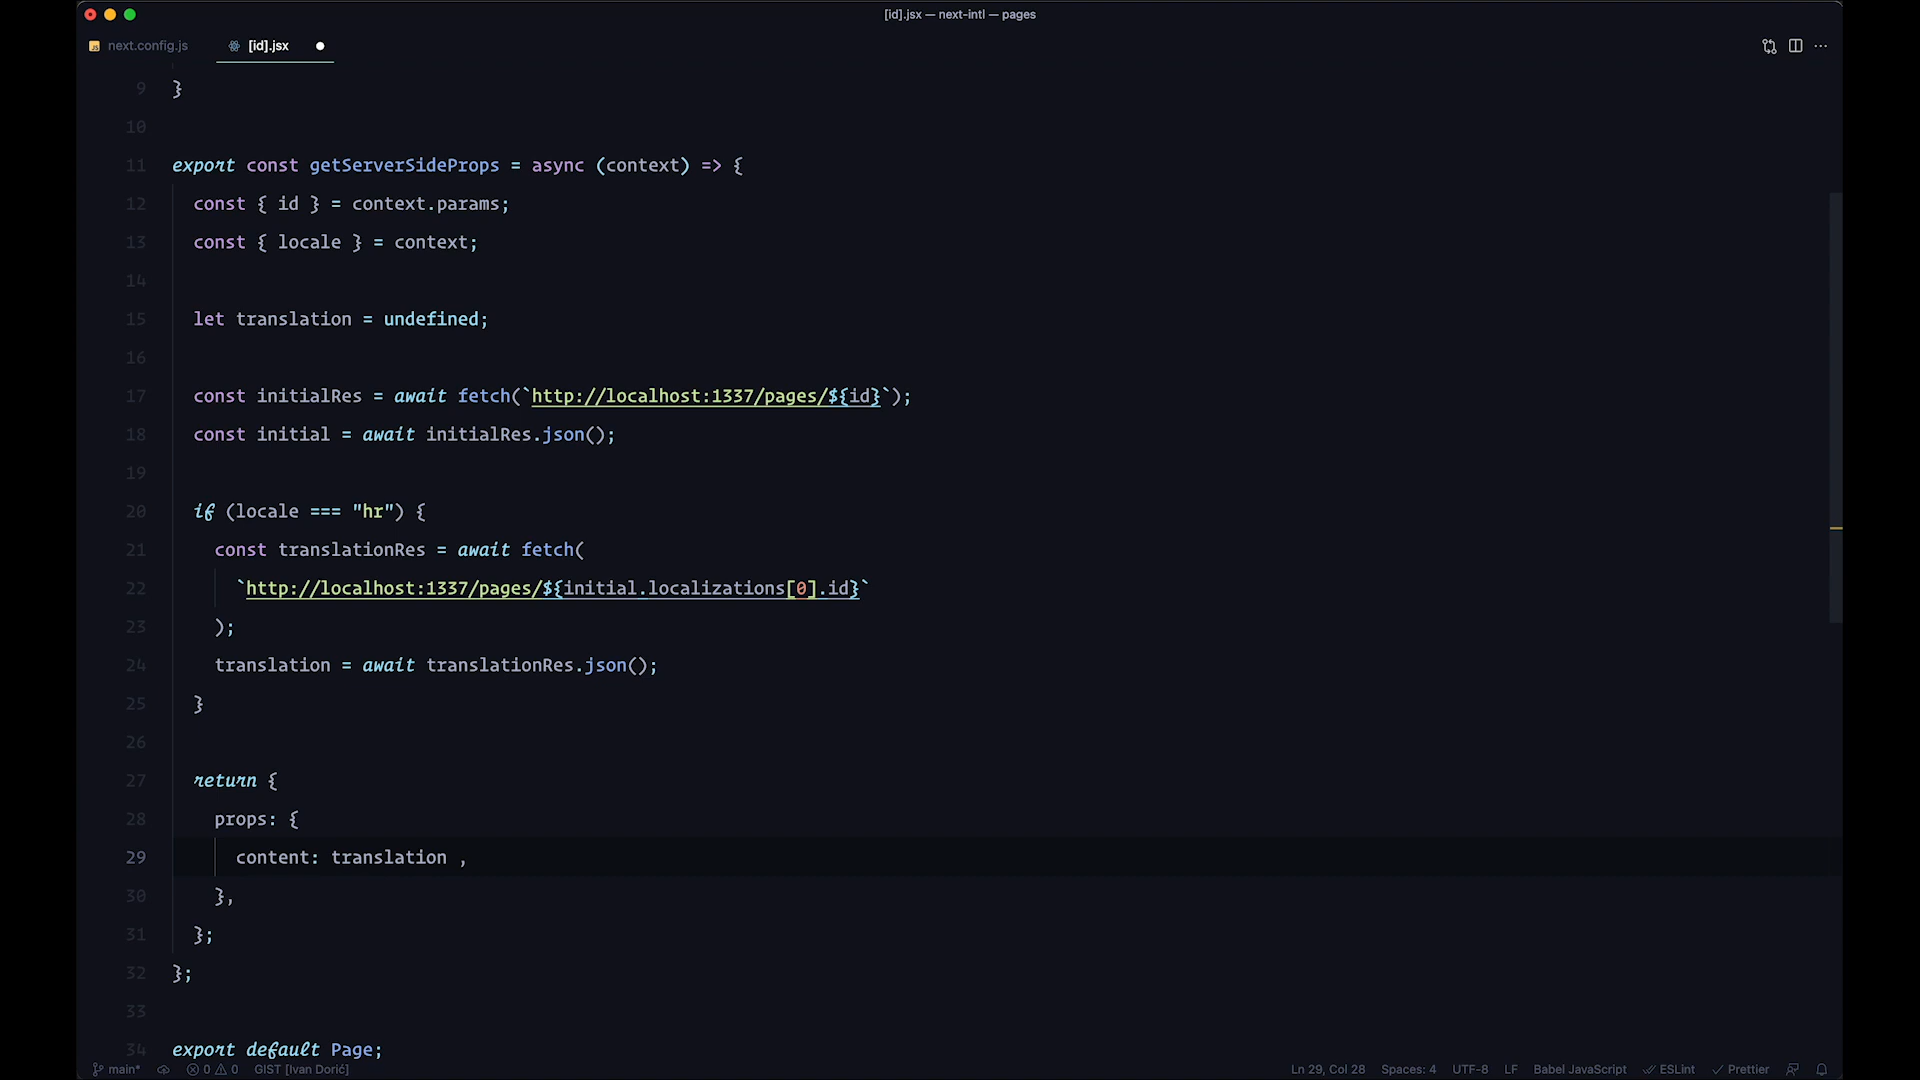 [id].jsx — next-intl — pages
next.config.js
[id].jsx
9 }
10
11 export const getServerSideProps = async (context) => {
12 const { id } = context.params;
13 const { locale } = context;
14
15 let translation = undefined;
16
17 const initialRes = await fetch(`http://localhost:1337/pages/${id}`);
18 const initial = await initialRes.json();
19
20 if (locale === "hr") {
21 const translationRes = await fetch(
22 `http://localhost:1337/pages/${initial.localizations[0].id}`
23 );
24 translation = await translationRes.json();
25 }
26
27 return {
28 props: {
29 content: translation ,
30 },
31 };
32 };
33
34 export default Page;
main* 0 0 GIST [Ivan Dorić] Ln 29, Col 28 Spaces: 4 UTF-8 LF Babel JavaScript ESLint Prettier